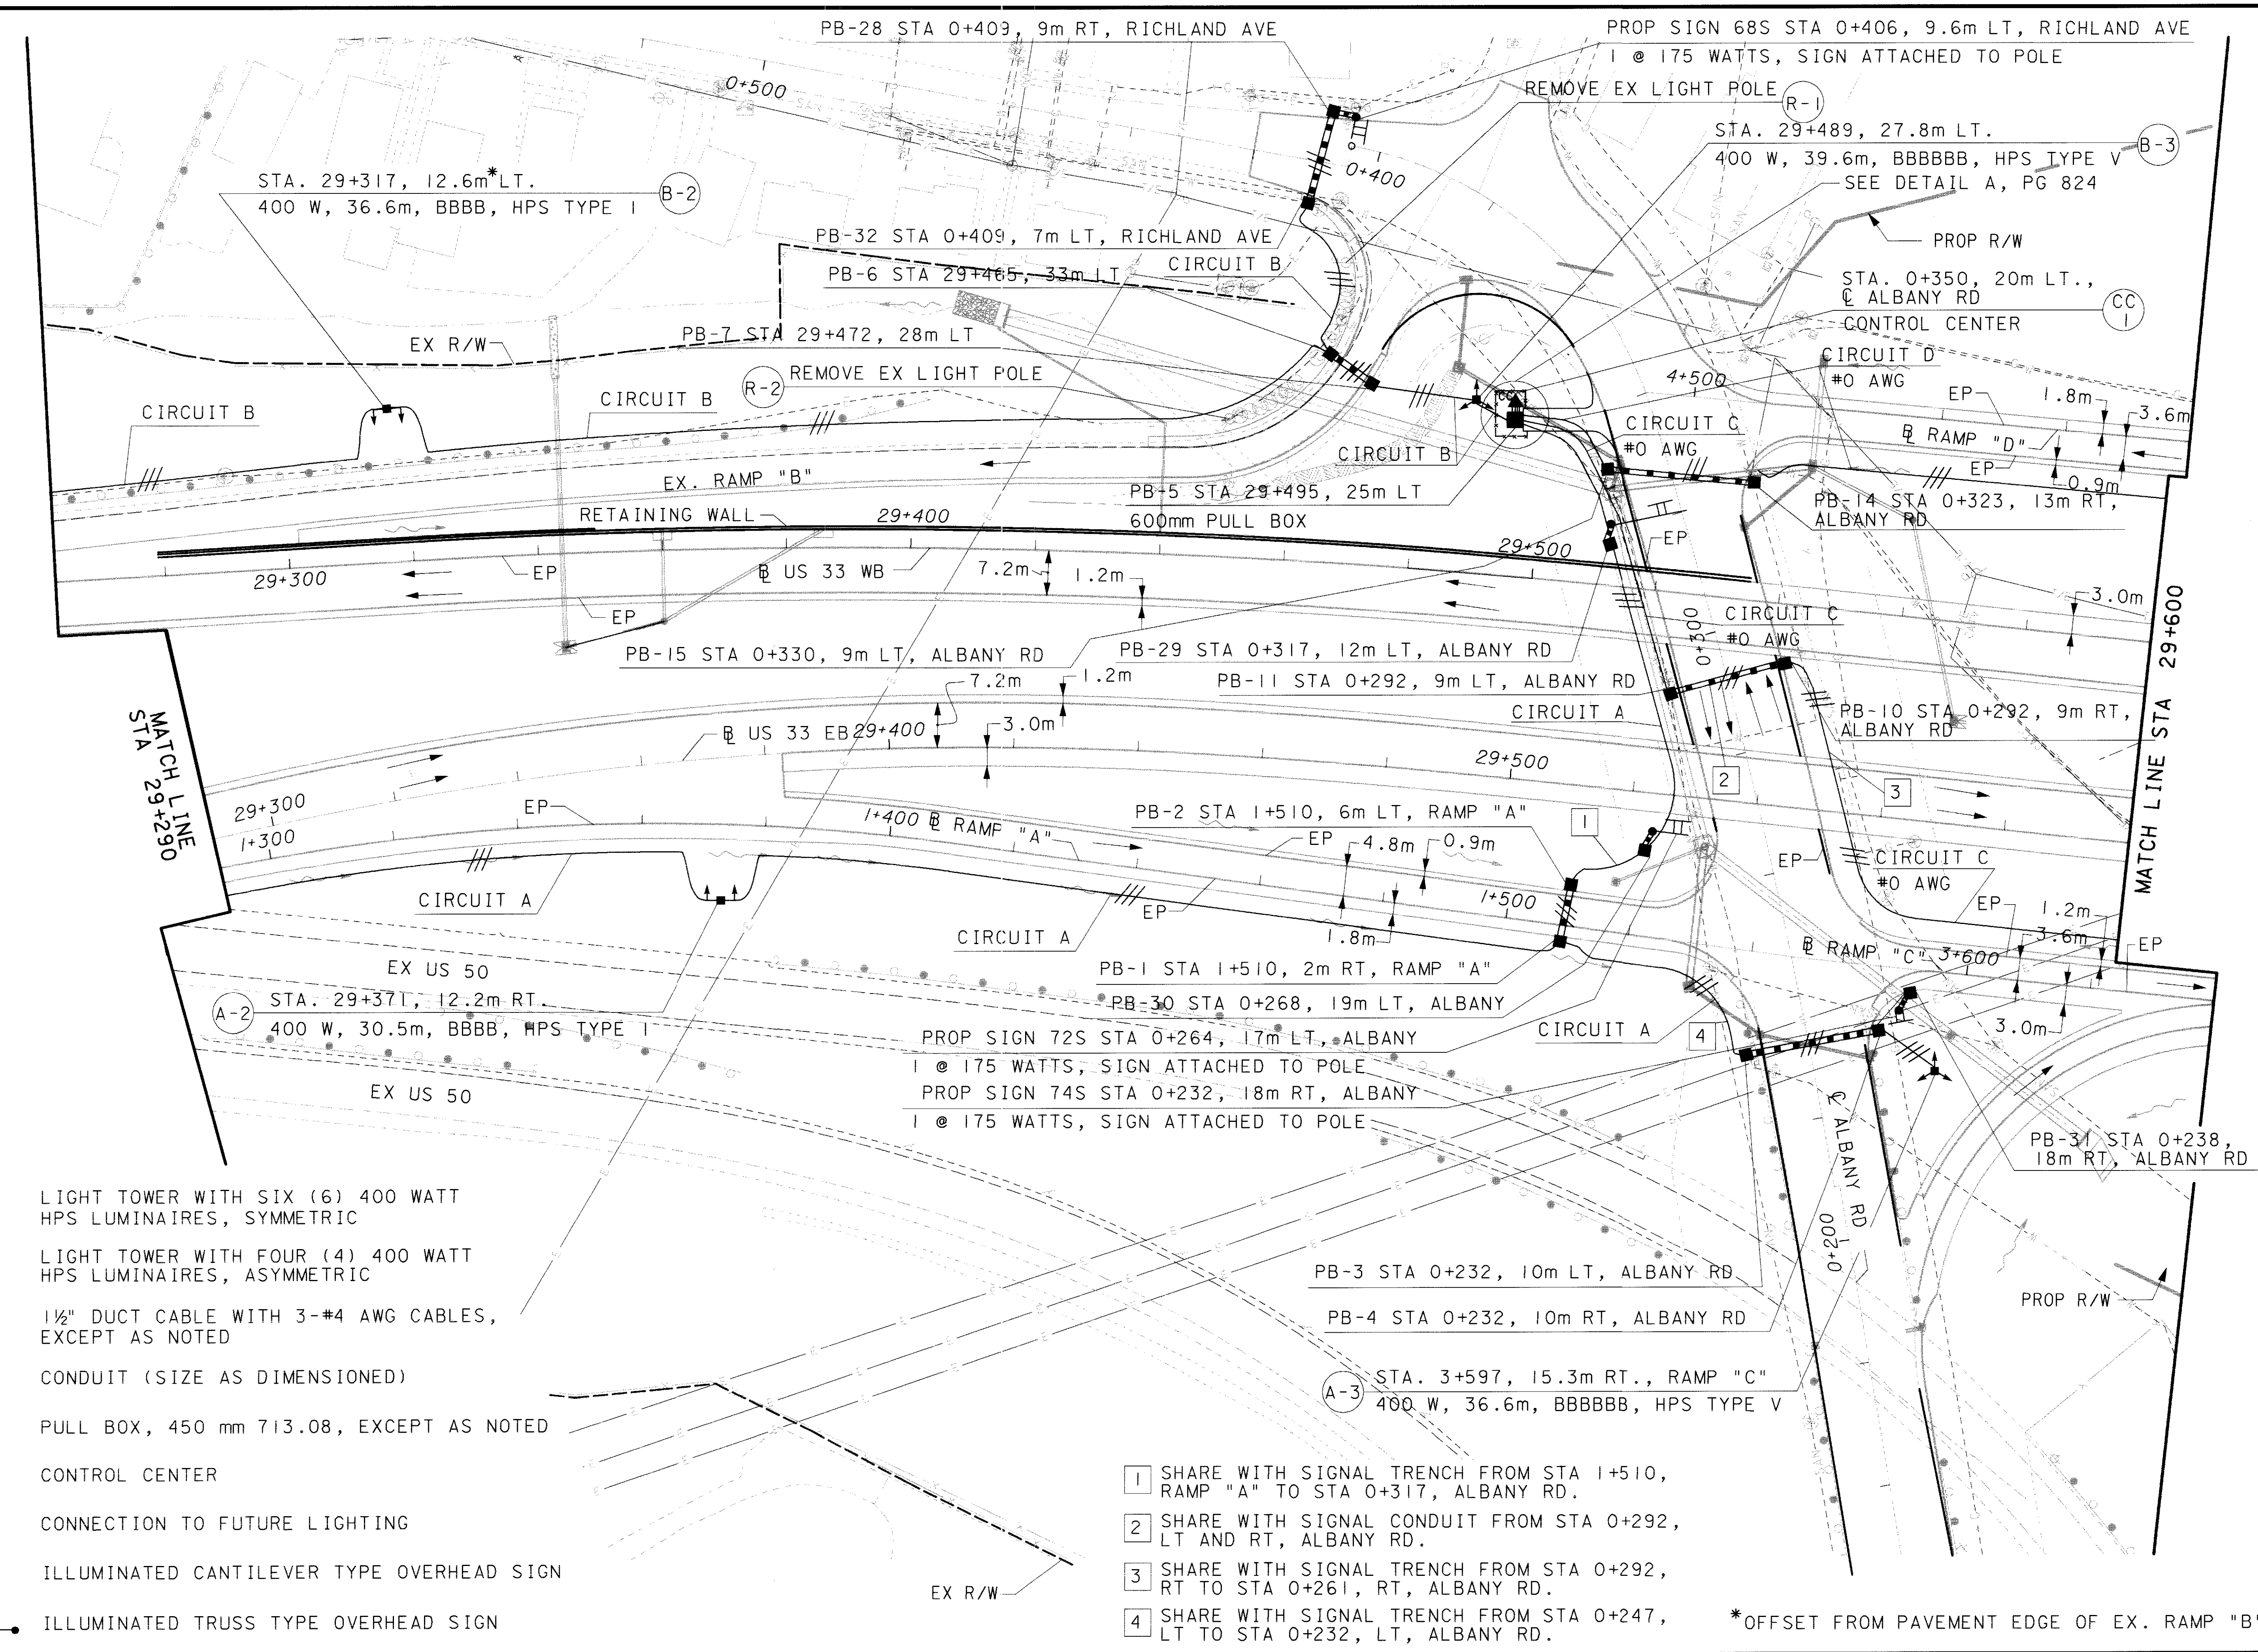 PB-28 STA 0+409, 9m RT, RICHLAND AVE
PROP SIGN 68S STA 0+406, 9.6m LT, RICHLAND AVE
1 @ 175 WATTS, SIGN ATTACHED TO POLE
REMOVE EX LIGHT POLE
R-1
STA. 29+489, 27.8m LT.
400 W, 39.6m, BBBBBB, HPS TYPE V
B-3
SEE DETAIL A, PG 824
0+500
0+400
STA. 29+317, 12.6m*LT.
400 W, 36.6m, BBBB, HPS TYPE 1
B-2
PROP R/W
PB-32 STA 0+409, 7m LT, RICHLAND AVE
CIRCUIT B
PB-6 STA 29+465, 33m LT
STA. 0+350, 20m LT.,
℄ ALBANY RD
CONTROL CENTER
CC
1
PB-7 STA 29+472, 28m LT
EX R/W
R-2
REMOVE EX LIGHT POLE
CIRCUIT D
#0 AWG
4+500
EP
1.8m
3.6m
CIRCUIT B
CIRCUIT B
CC
CIRCUIT C
#0 AWG
RAMP "D"
EP
0.9m
CIRCUIT B
EX. RAMP "B"
PB-5 STA 29+495, 25m LT
600mm PULL BOX
PB-14 STA 0+323, 13m RT,
ALBANY RD
RETAINING WALL
29+400
29+500
EP
29+300
EP
US 33 WB
7.2m
1.2m
3.0m
EP
0+300
CIRCUIT C
#0 AWG
PB-15 STA 0+330, 9m LT, ALBANY RD
PB-29 STA 0+317, 12m LT, ALBANY RD
7.2m
1.2m
PB-11 STA 0+292, 9m LT, ALBANY RD
CIRCUIT A
PB-10 STA 0+292, 9m RT,
ALBANY RD
MATCH LINE STA 29+600
MATCH LINE
STA 29+290
US 33 EB
29+400
3.0m
29+500
2
3
29+300
1+300
EP
1+400
RAMP "A"
PB-2 STA 1+510, 6m LT, RAMP "A"
1
EP
4.8m
0.9m
EP
CIRCUIT C
#0 AWG
CIRCUIT A
EP
1+500
EP
1.2m
CIRCUIT A
1.8m
3.6m
EP
RAMP "C"
3+600
EX US 50
PB-1 STA 1+510, 2m RT, RAMP "A"
A-2
STA. 29+371, 12.2m RT.
400 W, 30.5m, BBBB, HPS TYPE 1
PB-30 STA 0+268, 19m LT, ALBANY
3.0m
PROP SIGN 72S STA 0+264, 17m LT, ALBANY
1 @ 175 WATTS, SIGN ATTACHED TO POLE
CIRCUIT A
4
EX US 50
PROP SIGN 74S STA 0+232, 18m RT, ALBANY
1 @ 175 WATTS, SIGN ATTACHED TO POLE
℄ ALBANY RD
PB-31 STA 0+238,
18m RT, ALBANY RD
0+200
LIGHT TOWER WITH SIX (6) 400 WATT
HPS LUMINAIRES, SYMMETRIC
LIGHT TOWER WITH FOUR (4) 400 WATT
HPS LUMINAIRES, ASYMMETRIC
1½" DUCT CABLE WITH 3-#4 AWG CABLES,
EXCEPT AS NOTED
CONDUIT (SIZE AS DIMENSIONED)
PULL BOX, 450 mm 713.08, EXCEPT AS NOTED
CONTROL CENTER
CONNECTION TO FUTURE LIGHTING
ILLUMINATED CANTILEVER TYPE OVERHEAD SIGN
ILLUMINATED TRUSS TYPE OVERHEAD SIGN
PB-3 STA 0+232, 10m LT, ALBANY RD
PB-4 STA 0+232, 10m RT, ALBANY RD
PROP R/W
A-3
STA. 3+597, 15.3m RT., RAMP "C"
400 W, 36.6m, BBBBBB, HPS TYPE V
EX R/W
1 SHARE WITH SIGNAL TRENCH FROM STA 1+510,
RAMP "A" TO STA 0+317, ALBANY RD.
2 SHARE WITH SIGNAL CONDUIT FROM STA 0+292,
LT AND RT, ALBANY RD.
3 SHARE WITH SIGNAL TRENCH FROM STA 0+292,
RT TO STA 0+261, RT, ALBANY RD.
4 SHARE WITH SIGNAL TRENCH FROM STA 0+247,
LT TO STA 0+232, LT, ALBANY RD.
*OFFSET FROM PAVEMENT EDGE OF EX. RAMP "B"